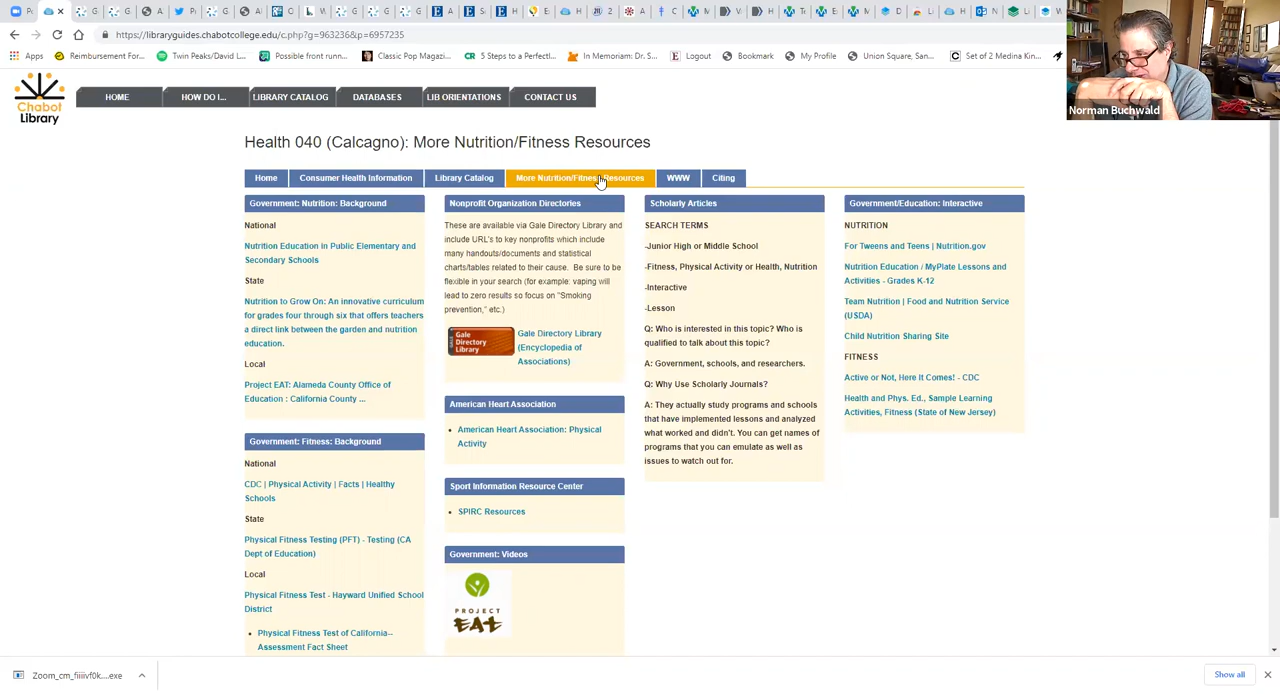 libraryguides.chabotcollege.edu/c.php?g=963236&p=6957235
Apps
Reimbursement For...
Twin Peaks/David L...
Possible front runn...
Classic Pop Magazi...
5 Steps to a Perfectl...
In Memoriam: Dr. S...
Logout
Bookmark
My Profile
Union Square, San...
Set of 2 Medina Kin...
Norman Buchwald
Chabot
Library
HOME
HOW DO I...
LIBRARY CATALOG
DATABASES
LIB ORIENTATIONS
CONTACT US
Health 040 (Calcagno): More Nutrition/Fitness Resources
Home
Consumer Health Information
Library Catalog
More Nutrition/Fitness Resources
WWW
Citing
Government: Nutrition: Background
National
Nutrition Education in Public Elementary and
Secondary Schools
State
Nutrition to Grow On: An innovative curriculum
for grades four through six that offers teachers
a direct link between the garden and nutrition
education.
Local
Project EAT: Alameda County Office of
Education : California County ...
Government: Fitness: Background
National
CDC | Physical Activity | Facts | Healthy
Schools
State
Physical Fitness Testing (PFT) - Testing (CA
Dept of Education)
Local
Physical Fitness Test - Hayward Unified School
District
Physical Fitness Test of California--
Assessment Fact Sheet
Nonprofit Organization Directories
These are available via Gale Directory Library and
include URL's to key nonprofits which include
many handouts/documents and statistical
charts/tables related to their cause. Be sure to be
flexible in your search (for example: vaping will
lead to zero results so focus on "Smoking
prevention," etc.)
Gale
Directory
Library
Gale Directory Library
(Encyclopedia of
Associations)
American Heart Association
American Heart Association: Physical
Activity
Sport Information Resource Center
SPIRC Resources
Government: Videos
PROJECT
EAT
Scholarly Articles
SEARCH TERMS
-Junior High or Middle School
-Fitness, Physical Activity or Health, Nutrition
-Interactive
-Lesson
Q: Who is interested in this topic? Who is
qualified to talk about this topic?
A: Government, schools, and researchers.
Q: Why Use Scholarly Journals?
A: They actually study programs and schools
that have implemented lessons and analyzed
what worked and didn't. You can get names of
programs that you can emulate as well as
issues to watch out for.
Government/Education: Interactive
NUTRITION
For Tweens and Teens | Nutrition.gov
Nutrition Education / MyPlate Lessons and
Activities - Grades K-12
Team Nutrition | Food and Nutrition Service
(USDA)
Child Nutrition Sharing Site
FITNESS
Active or Not, Here It Comes! - CDC
Health and Phys. Ed., Sample Learning
Activities, Fitness (State of New Jersey)
Zoom_cm_fiiiivf0k....exe
Show all